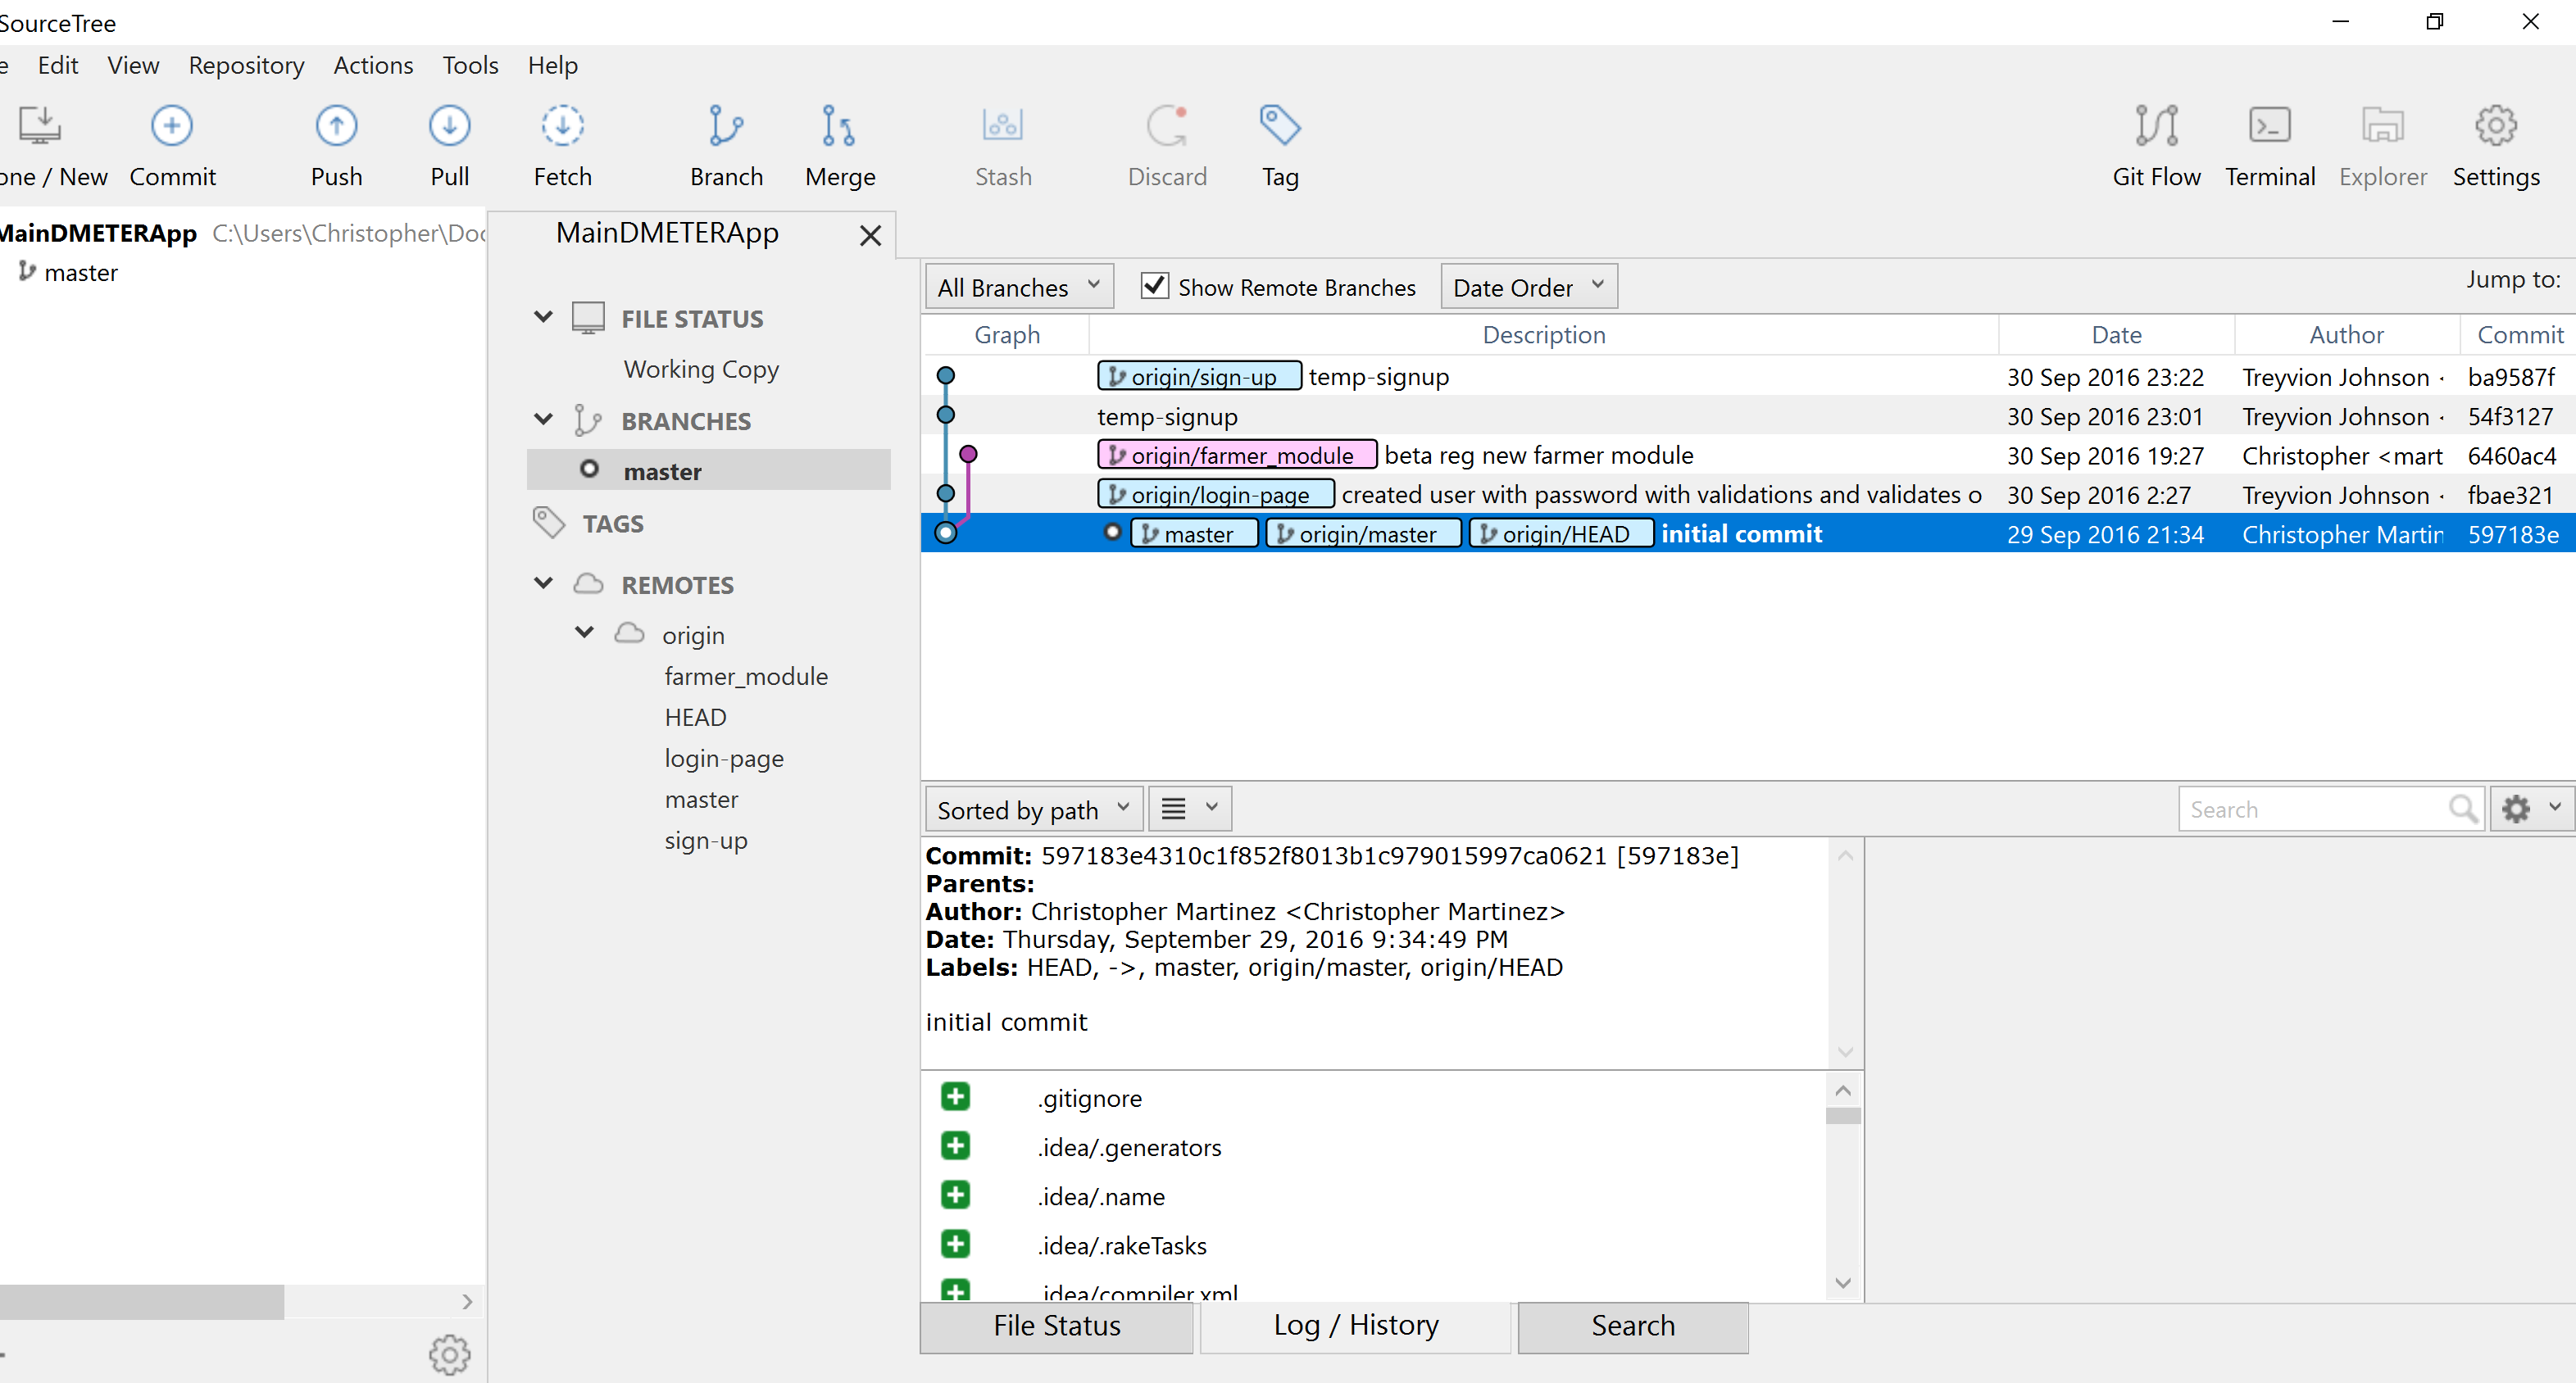 SourceTree
e Edit View Repository Actions Tools Help
one / New Commit Push Pull Fetch Branch Merge Stash Discard Tag Git Flow Terminal Explorer Settings
MainDMETERApp C:\Users\Christopher\Doc
master
MainDMETERApp
FILE STATUS
Working Copy
BRANCHES
master
TAGS
REMOTES
origin
farmer_module
HEAD
login-page
master
sign-up
All Branches Show Remote Branches Date Order Jump to:
Graph Description Date Author Commit
origin/sign-up temp-signup 30 Sep 2016 23:22 Treyvion Johnson ba9587f
temp-signup 30 Sep 2016 23:01 Treyvion Johnson 54f3127
origin/farmer_module beta reg new farmer module 30 Sep 2016 19:27 Christopher <mart 6460ac4
origin/login-page created user with password with validations and validates o 30 Sep 2016 2:27 Treyvion Johnson fbae321
master origin/master origin/HEAD initial commit 29 Sep 2016 21:34 Christopher Martin 597183e
Sorted by path Search
Commit: 597183e4310c1f852f8013b1c979015997ca0621 [597183e]
Parents:
Author: Christopher Martinez <Christopher Martinez>
Date: Thursday, September 29, 2016 9:34:49 PM
Labels: HEAD, ->, master, origin/master, origin/HEAD
initial commit
.gitignore
.idea/.generators
.idea/.name
.idea/.rakeTasks
.idea/compiler.xml
File Status Log / History Search